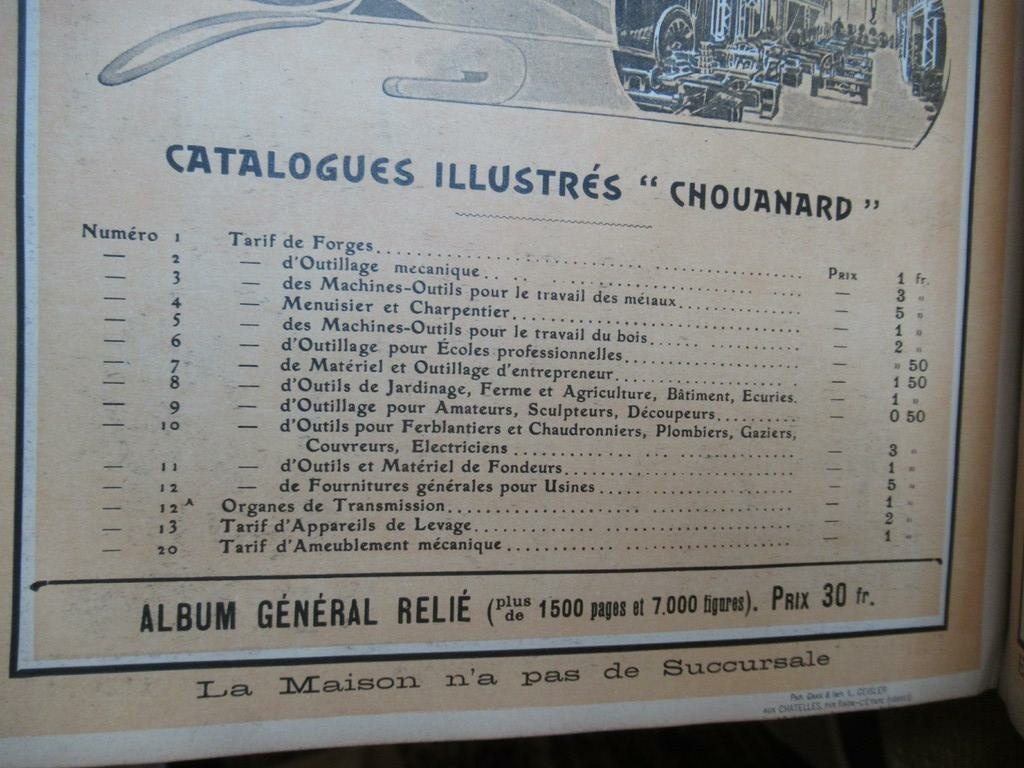 CATALOGUES ILLUSTRÉS “ CHOUANARD ”
Numéro 1 Tarif de Forges.......... Prix 1 fr.
— 2 — d'Outillage mecanique.......... — 3 »
— 3 — des Machines-Outils pour le travail des métaux.......... — 5 »
— 4 — Menuisier et Charpentier.......... — 1 »
— 5 — des Machines-Outils pour le travail du bois.......... — 2 »
— 6 — d'Outillage pour Écoles professionnelles.......... — » 50
— 7 — de Matériel et Outillage d'entrepreneur.......... — 1 50
— 8 — d'Outils de Jardinage, Ferme et Agriculture, Bâtiment, Ecuries. — 1 »
— 9 — d'Outillage pour Amateurs, Sculpteurs, Découpeurs.......... — 0 50
— 10 — d'Outils pour Ferblantiers et Chaudronniers, Plombiers, Gaziers,
Couvreurs, Electriciens.......... — 3 »
— 11 — d'Outils et Matériel de Fondeurs.......... — 1 »
— 12 — de Fournitures générales pour Usines.......... — 5 »
— 12 A Organes de Transmission.......... — 1 »
— 13 Tarif d'Appareils de Levage.......... — 2 »
— 20 Tarif d'Ameublement mécanique.......... — 1 »
ALBUM GÉNÉRAL RELIÉ (plus de 1500 pages et 7.000 figures). Prix 30 fr.
La Maison n'a pas de Succursale
L. GEISLER
AUX CHATELLES, PAR